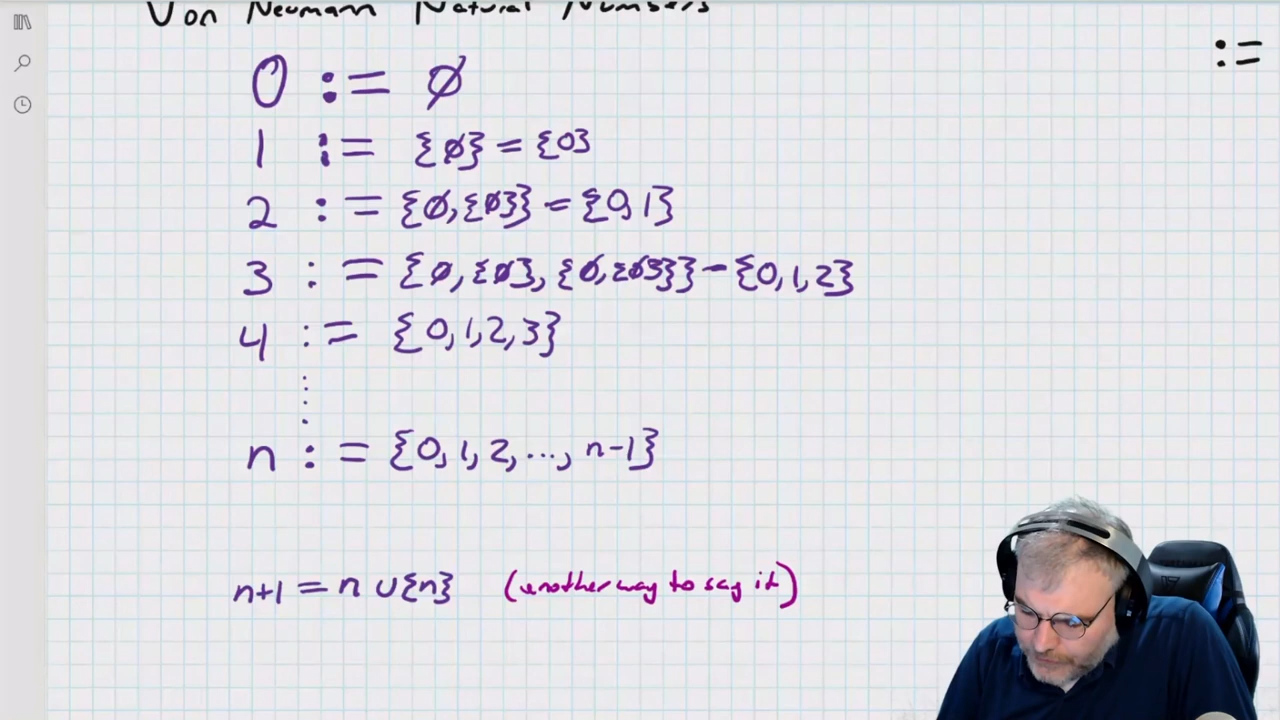 Von Neumann Natural Numbers
:=
0 := ∅
1 := {∅} = {0}
2 := {∅,{∅}} = {0,1}
3 := {∅,{∅},{∅,{∅}}} = {0,1,2}
4 := {0,1,2,3}
⋮
n := {0,1,2,...,n-1}
n+1 = n ∪{n} (another way to say it)